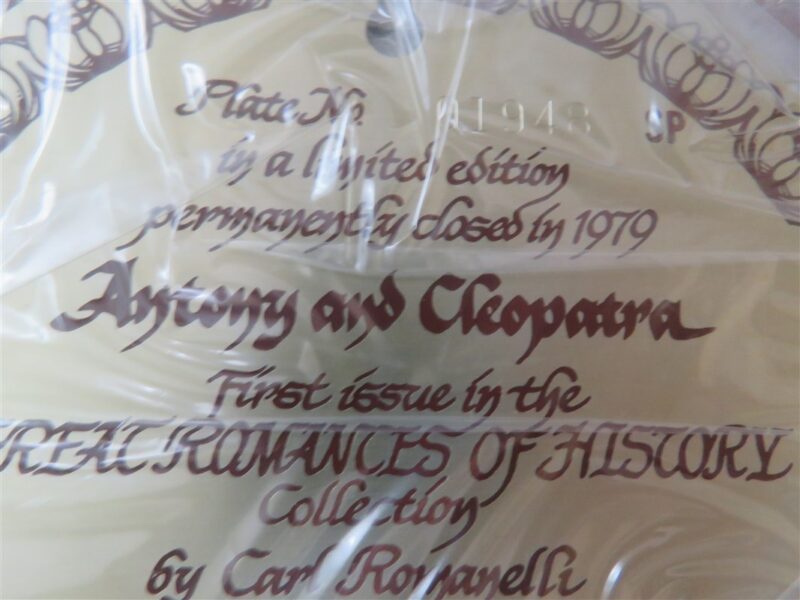 Plate No. A1948 SP
in a limited edition
permanently closed in 1979
Antony and Cleopatra
First issue in the
GREAT ROMANCES OF HISTORY
Collection
by Carl Romanelli